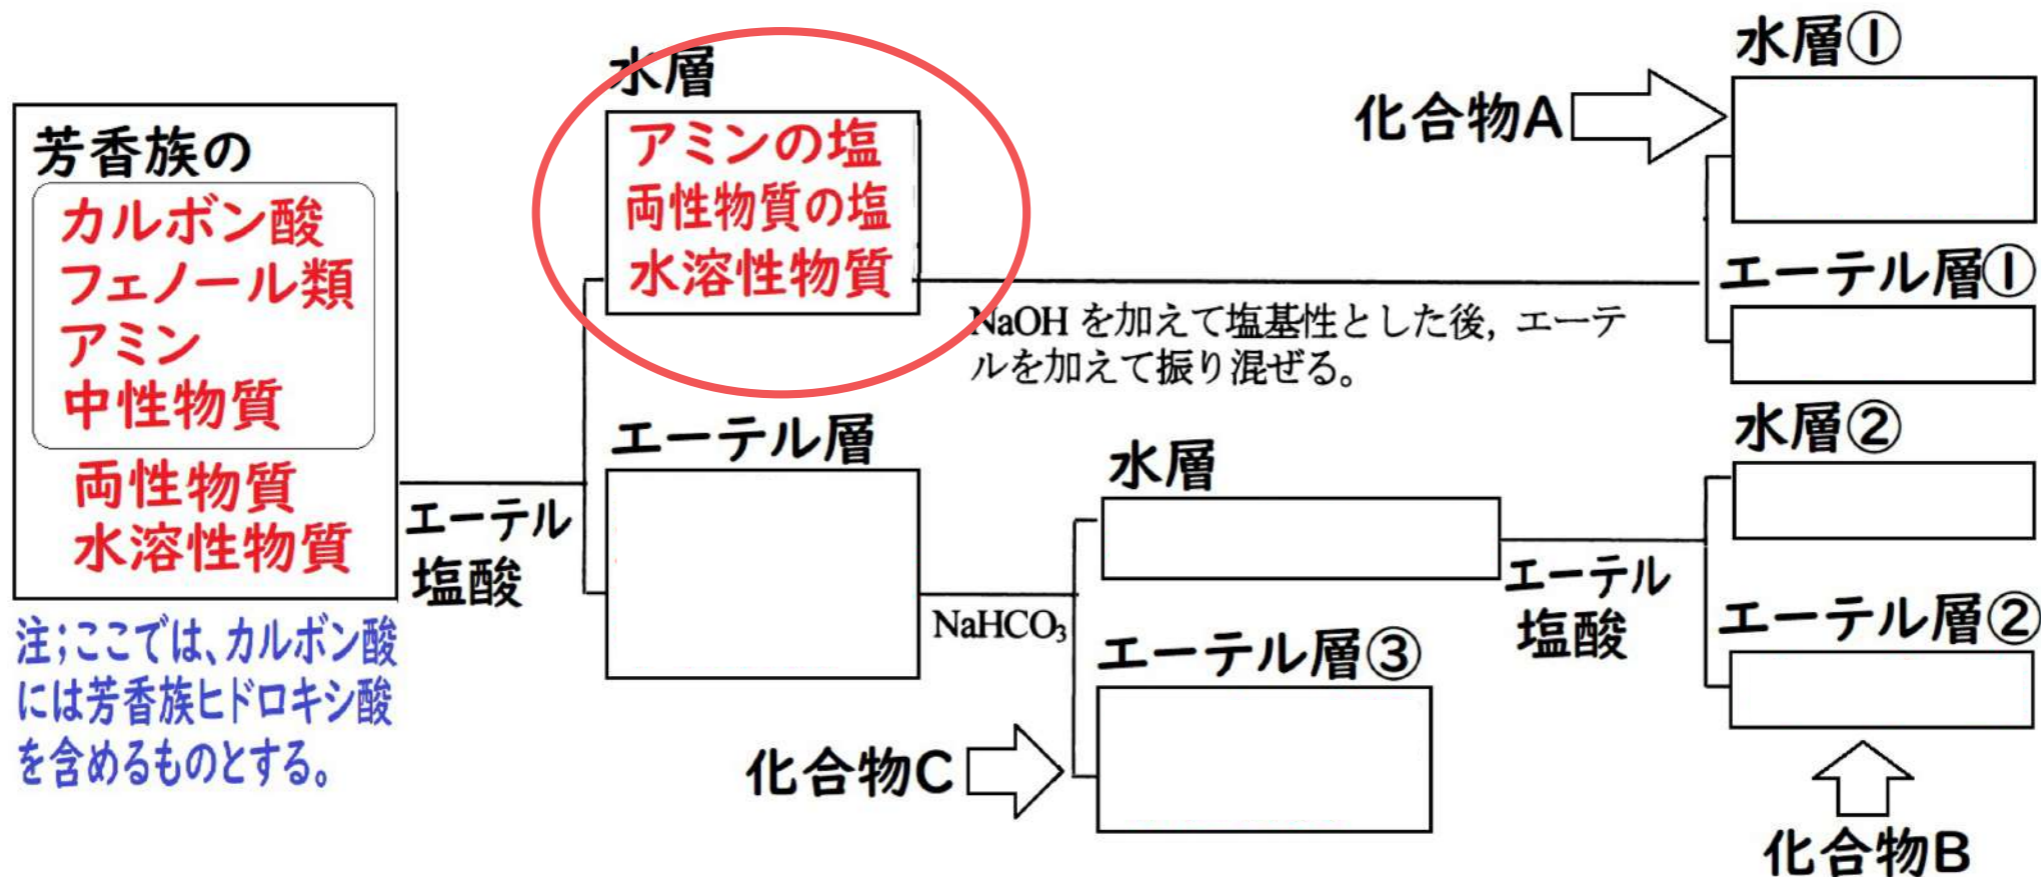 芳香族の
カルボン酸
フェノール類
アミン
中性物質
両性物質
水溶性物質
注;ここでは、カルボン酸
には芳香族ヒドロキシ酸
を含めるものとする。
エーテル
塩酸
水層
アミンの塩
両性物質の塩
水溶性物質
エーテル層
NaOH を加えて塩基性とした後, エーテ
ルを加えて振り混ぜる。
NaHCO₃
水層
エーテル層③
化合物C
エーテル
塩酸
化合物A
水層①
エーテル層①
水層②
エーテル層②
化合物B